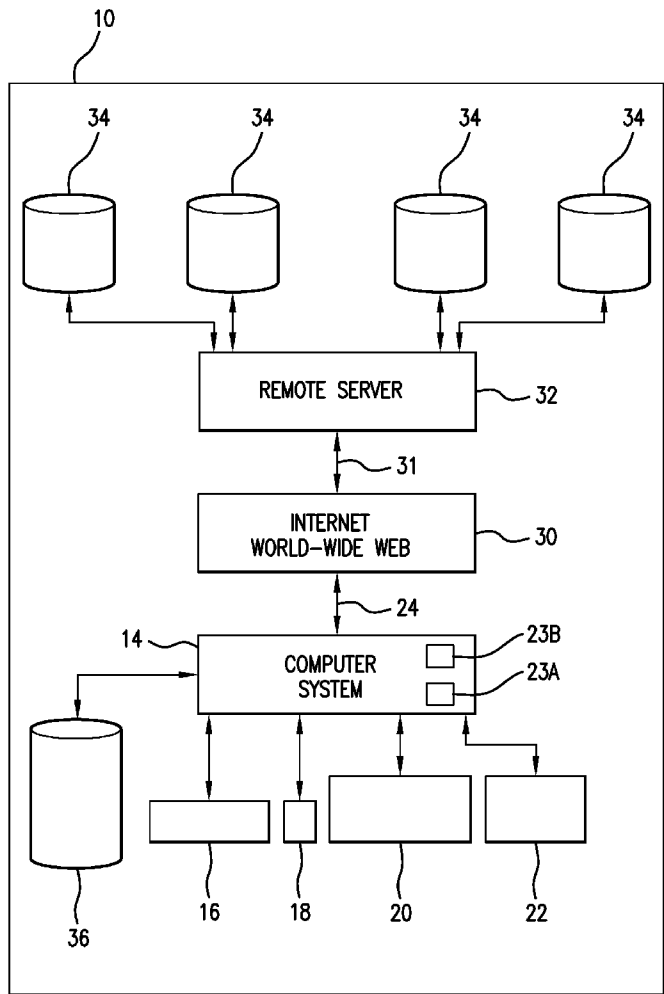 10
34
34
34
34
REMOTE SERVER
32
31
INTERNET
WORLD-WIDE WEB
30
24
14
COMPUTER
SYSTEM
23B
23A
36
16
18
20
22